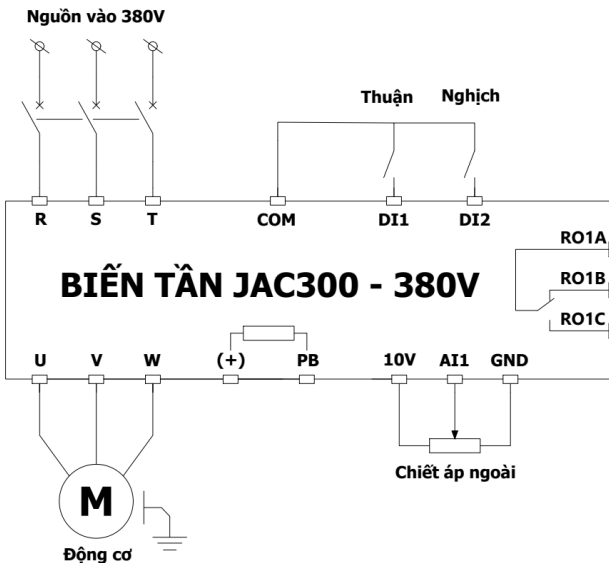 Nguồn vào 380V
Thuận Nghịch
R S T COM DI1 DI2
RO1A
BIẾN TẦN JAC300 - 380V
RO1B
RO1C
U V W (+) PB 10V AI1 GND
Chiết áp ngoài
M
Động cơ